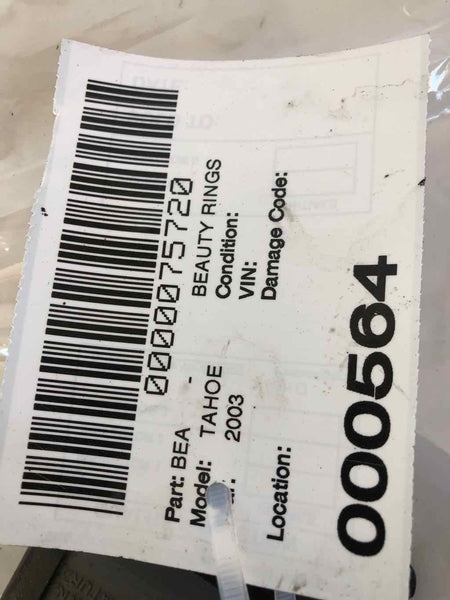 0000075720
Part: BEA - BEAUTY RINGS
Model: TAHOE Condition:
2003 VIN:
Damage Code:
Location:
000564